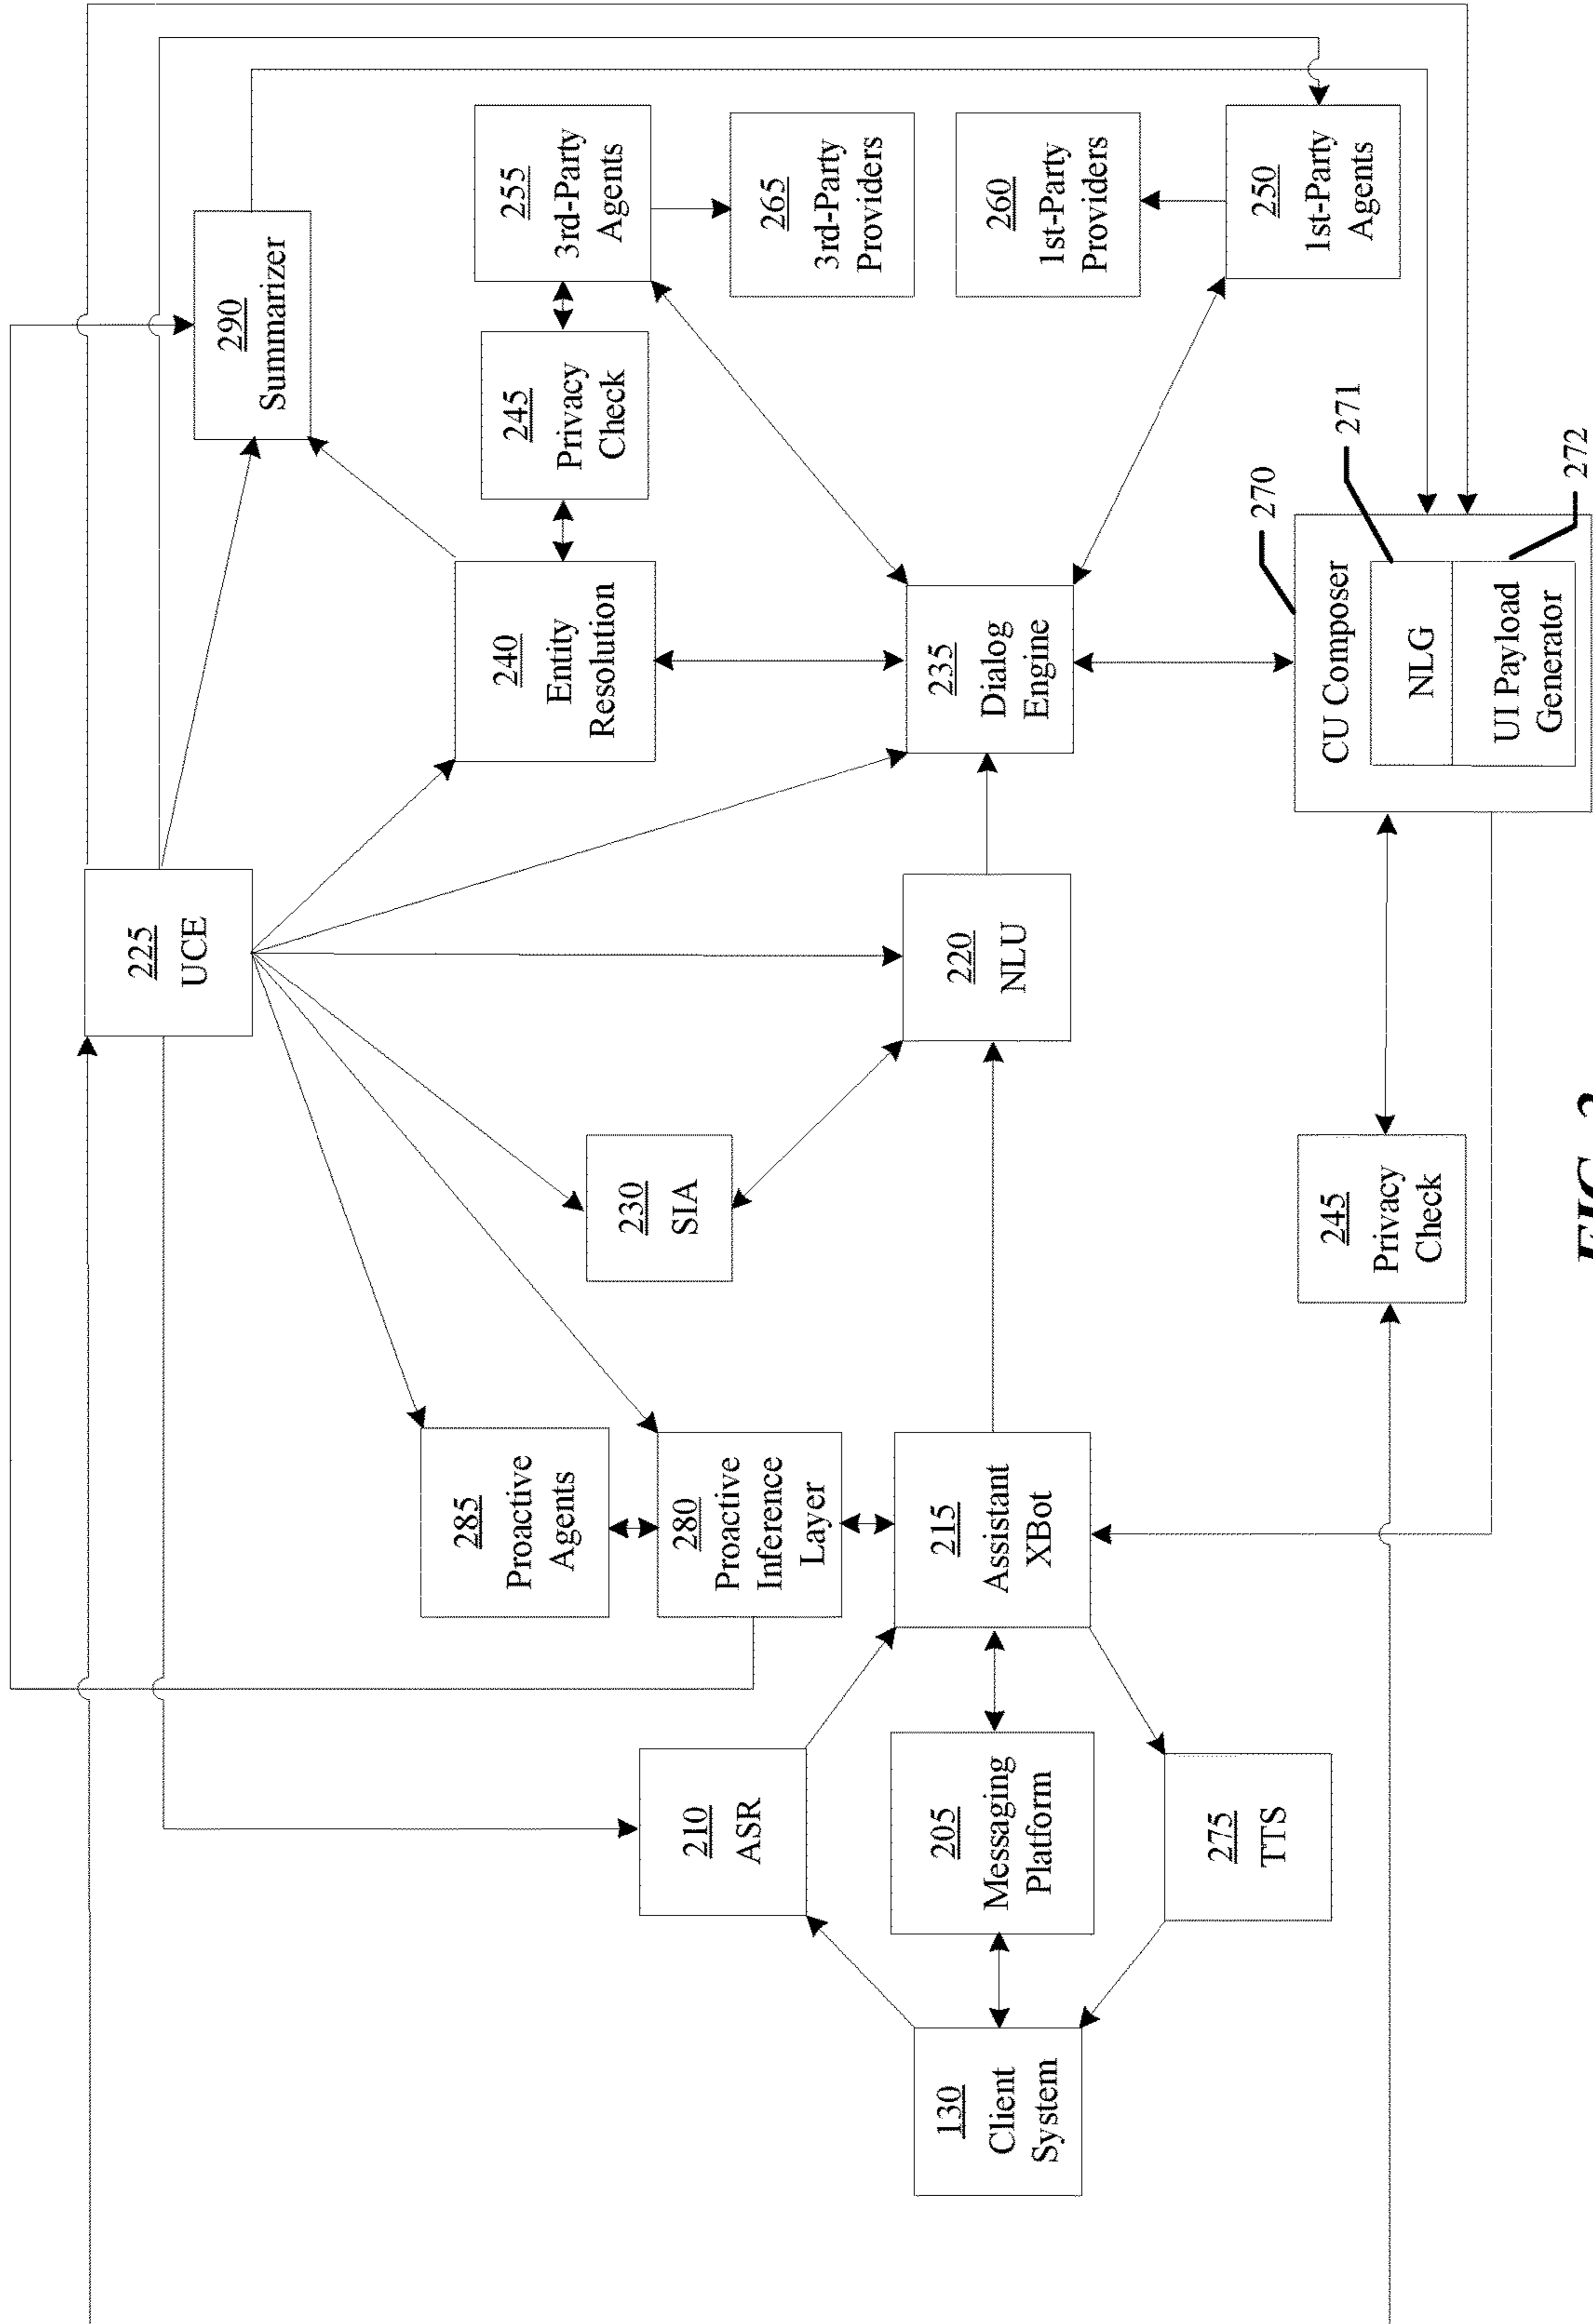 225
UCE
290
Summarizer
285
Proactive
Agents
240
Entity
Resolution
245
Privacy
Check
255
3rd-Party
Agents
230
SIA
210
ASR
280
Proactive
Inference
Layer
265
3rd-Party
Providers
130
Client
System
205
Messaging
Platform
215
Assistant
XBot
220
NLU
235
Dialog
Engine
260
1st-Party
Providers
275
TTS
250
1st-Party
Agents
245
Privacy
Check
270
CU Composer
271
NLG
UI Payload
Generator
272
FIG. 2